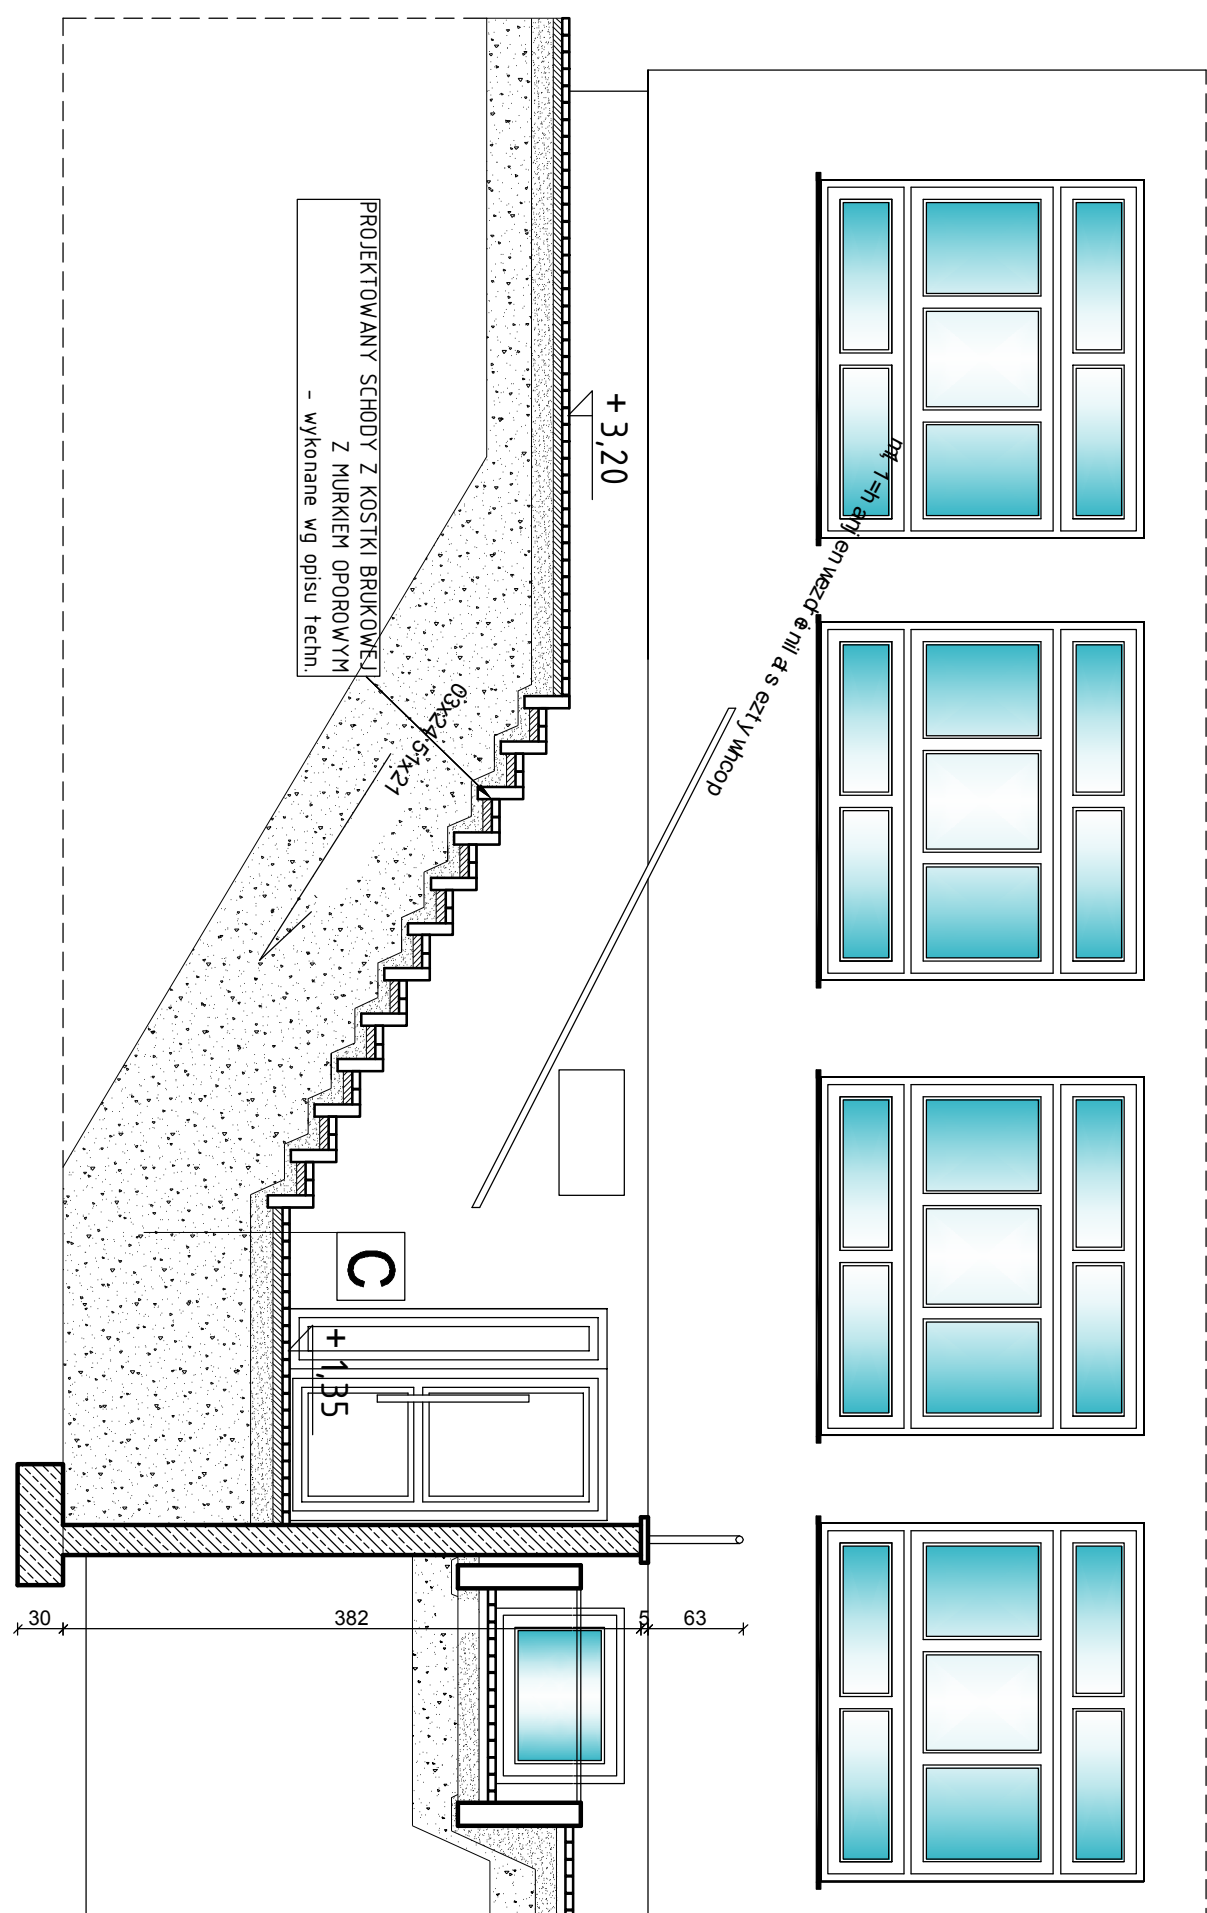 PROJEKTOWANY SCHODY Z KOSTKI BRUKOWEJ
Z MURKIEM OPOROWYM
- wykonane wg opisu techn.
+ 3,20
+ 1,35
C
30
382
5
63